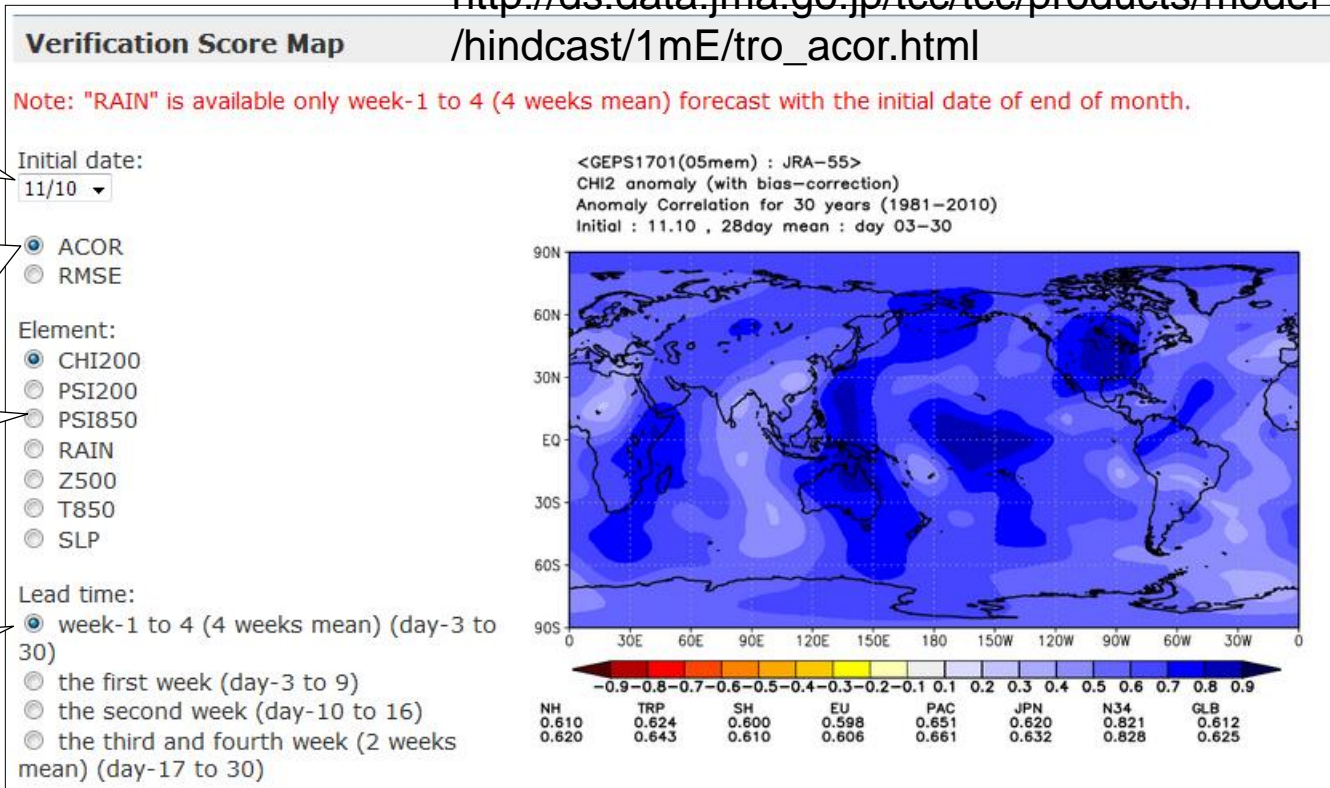 http://ds.data.jma.go.jp/tcc/tcc/products/model
/hindcast/1mE/tro_acor.html
Verification Score Map
Note: "RAIN" is available only week-1 to 4 (4 weeks mean) forecast with the initial date of end of month.
Initial date:
11/10
ACOR
RMSE
Element:
CHI200
PSI200
PSI850
RAIN
Z500
T850
SLP
Lead time:
week-1 to 4 (4 weeks mean) (day-3 to
30)
the first week (day-3 to 9)
the second week (day-10 to 16)
the third and fourth week (2 weeks
mean) (day-17 to 30)
<GEPS1701(05mem) : JRA-55>
CHI2 anomaly (with bias-correction)
Anomaly Correlation for 30 years (1981-2010)
Initial : 11.10 , 28day mean : day 03-30
90N
60N
30N
EQ
30S
60S
90S
0 30E 60E 90E 120E 150E 180 150W 120W 90W 60W 30W 0
-0.9 -0.8 -0.7 -0.6 -0.5 -0.4 -0.3 -0.2 -0.1 0.1 0.2 0.3 0.4 0.5 0.6 0.7 0.8 0.9
NH TRP SH EU PAC JPN N34 GLB
0.610 0.624 0.600 0.598 0.651 0.620 0.821 0.612
0.620 0.643 0.610 0.606 0.661 0.632 0.828 0.625